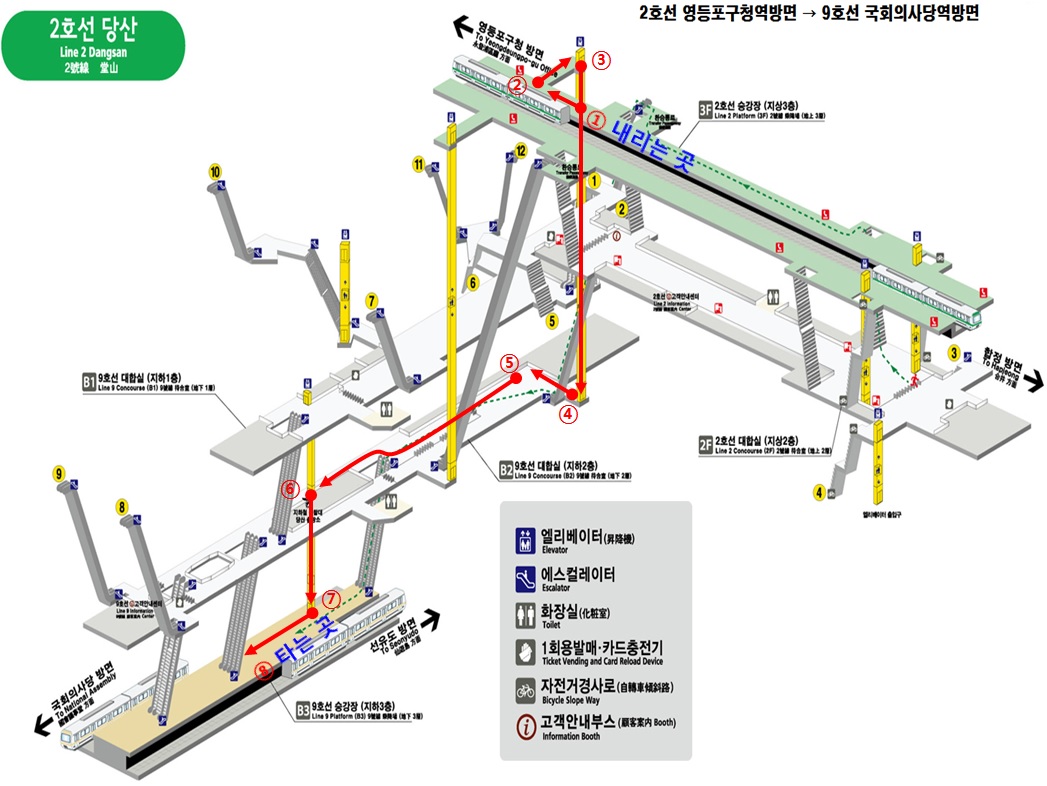 2호선 당산
Line 2 Dangsan
2號線 堂山
2호선 영등포구청역방면 → 9호선 국회의사당역방면
영등포구청 방면
To Yeongdeungpo-gu Office
①
②
③
내리는 곳
환승통로
3F 2호선 승강장 (지상3층)
Line 2 Platform (3F) 2號線 乘降場 (地上 3層)
10
11
12
1
2
환승통로
6
7
5
2호선 고객안내센터
Line 2 Information Center
3
합정 방면
To Hapjeong
合井 方面
B1 9호선 대합실 (지하1층)
Line 9 Concourse (B1) 9號線 待合室 (地下 1層)
⑤
④
2F 2호선 대합실 (지상2층)
Line 2 Concourse (2F) 2號線 待合室 (地上 2層)
B2 9호선 대합실 (지하2층)
Line 9 Concourse (B2) 9號線 待合室 (地下 2層)
9
8
4
엘리베이터 출입구
⑥
9호선 고객안내센터
Line 9 Information Center
⑦
타는 곳
⑧
선유도 방면
To Seonyudo
仙遊島 方面
국회의사당 방면
To National Assembly
國會議事堂 方面
B3 9호선 승강장 (지하3층)
Line 9 Platform (B3) 9號線 乘降場 (地下 3層)
엘리베이터(昇降機)
Elevator
에스컬레이터
Escalator
화장실(化粧室)
Toilet
1회용발매·카드충전기
Ticket Vending and Card Reload Device
자전거경사로(自轉車傾斜路)
Bicycle Slope Way
고객안내부스(顧客案內 Booth)
Information Booth